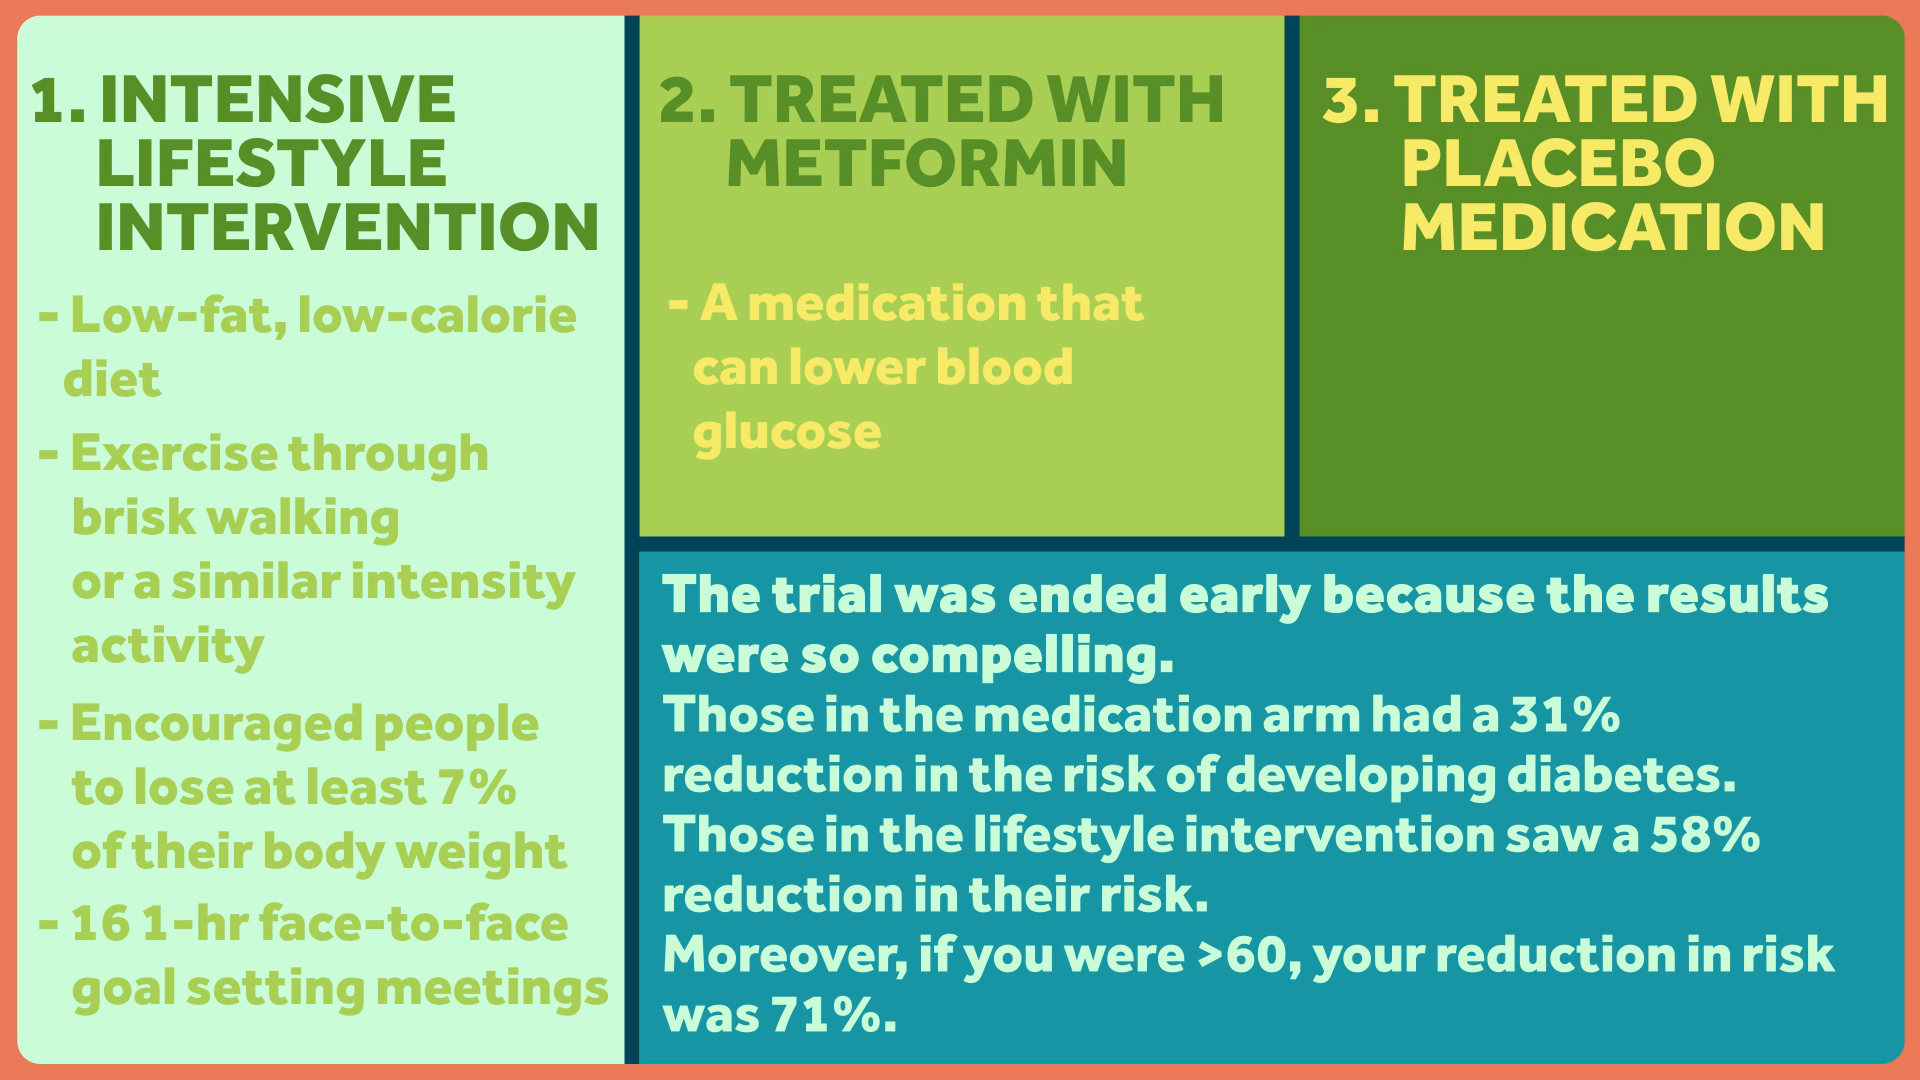 1. INTENSIVE
LIFESTYLE
INTERVENTION
- Low-fat, low-calorie
diet
- Exercise through
brisk walking
or a similar intensity
activity
- Encouraged people
to lose at least 7%
of their body weight
- 16 1-hr face-to-face
goal setting meetings
2. TREATED WITH
METFORMIN
- A medication that
can lower blood
glucose
3. TREATED WITH
PLACEBO
MEDICATION
The trial was ended early because the results
were so compelling.
Those in the medication arm had a 31%
reduction in the risk of developing diabetes.
Those in the lifestyle intervention saw a 58%
reduction in their risk.
Moreover, if you were >60, your reduction in risk
was 71%.